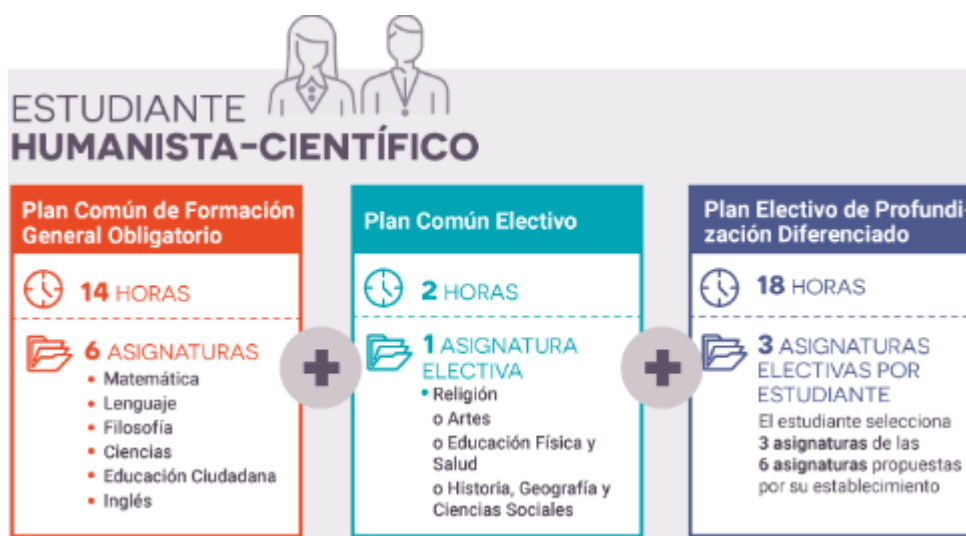 ESTUDIANTE
HUMANISTA-CIENTÍFICO
Plan Común de Formación
General Obligatorio
14 HORAS
6 ASIGNATURAS
• Matemática
• Lenguaje
• Filosofía
• Ciencias
• Educación Ciudadana
• Inglés
+
Plan Común Electivo
2 HORAS
1 ASIGNATURA
ELECTIVA
• Religión
o Artes
o Educación Física y
Salud
o Historia, Geografía y
Ciencias Sociales
+
Plan Electivo de Profundi-
zación Diferenciado
18 HORAS
3 ASIGNATURAS
ELECTIVAS POR
ESTUDIANTE
El estudiante selecciona
3 asignaturas de las
6 asignaturas propuestas
por su establecimiento